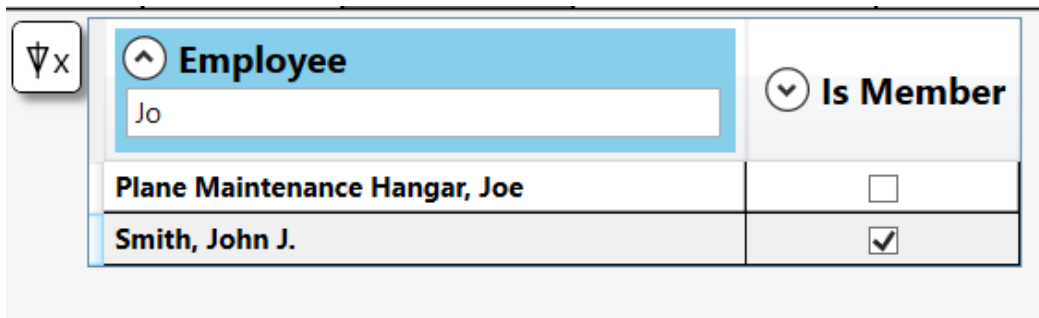 x
Employee
Jo
Is Member
Plane Maintenance Hangar, Joe
Smith, John J.